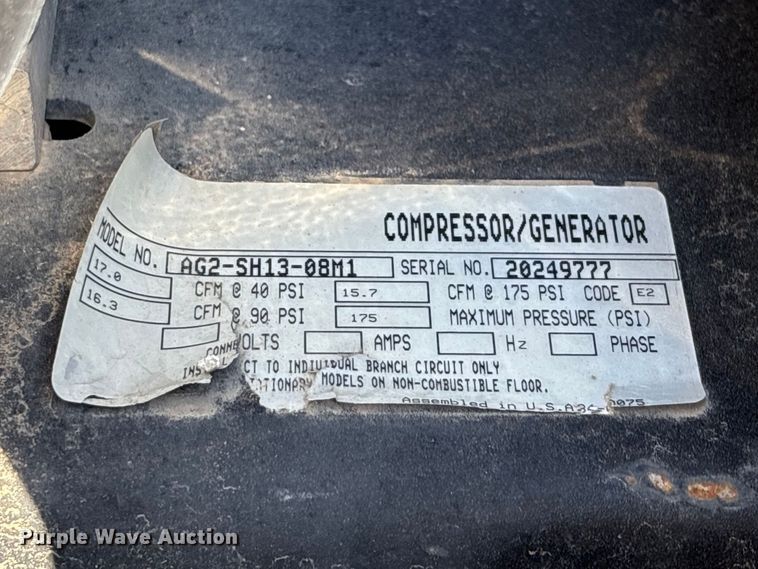 COMPRESSOR/GENERATOR
MODEL NO. AG2-SH13-08M1 SERIAL NO. 20249777
17.0 CFM @ 40 PSI 15.7 CFM @ 175 PSI CODE E2
16.3 CFM @ 90 PSI 175 MAXIMUM PRESSURE (PSI)
VOLTS AMPS Hz PHASE
CT TO INDIVIDUAL BRANCH CIRCUIT ONLY
MODELS ON NON-COMBUSTIBLE FLOOR.
Assembled in U.S.A
Purple Wave Auction